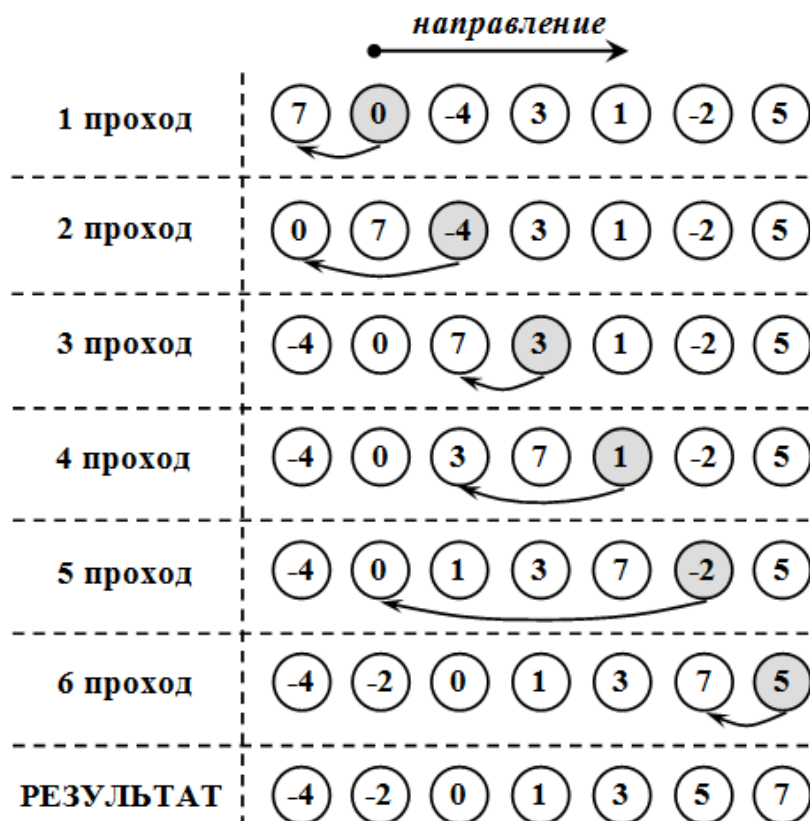 направление
1 проход 7 0 -4 3 1 -2 5
2 проход 0 7 -4 3 1 -2 5
3 проход -4 0 7 3 1 -2 5
4 проход -4 0 3 7 1 -2 5
5 проход -4 0 1 3 7 -2 5
6 проход -4 -2 0 1 3 7 5
РЕЗУЛЬТАТ -4 -2 0 1 3 5 7